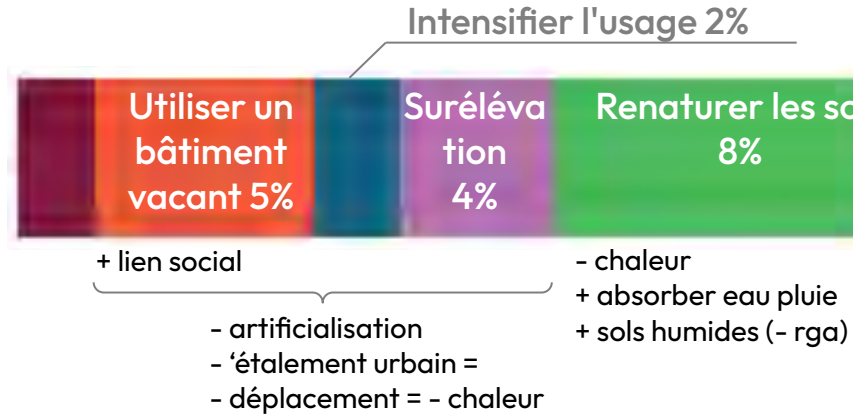 Intensifier l'usage 2%
Utiliser un
bâtiment
vacant 5%
Suréléva
tion
4%
Renaturer les so
8%
+ lien social
- artificialisation
- ‘étalement urbain =
- déplacement = - chaleur
- chaleur
+ absorber eau pluie
+ sols humides (- rga)